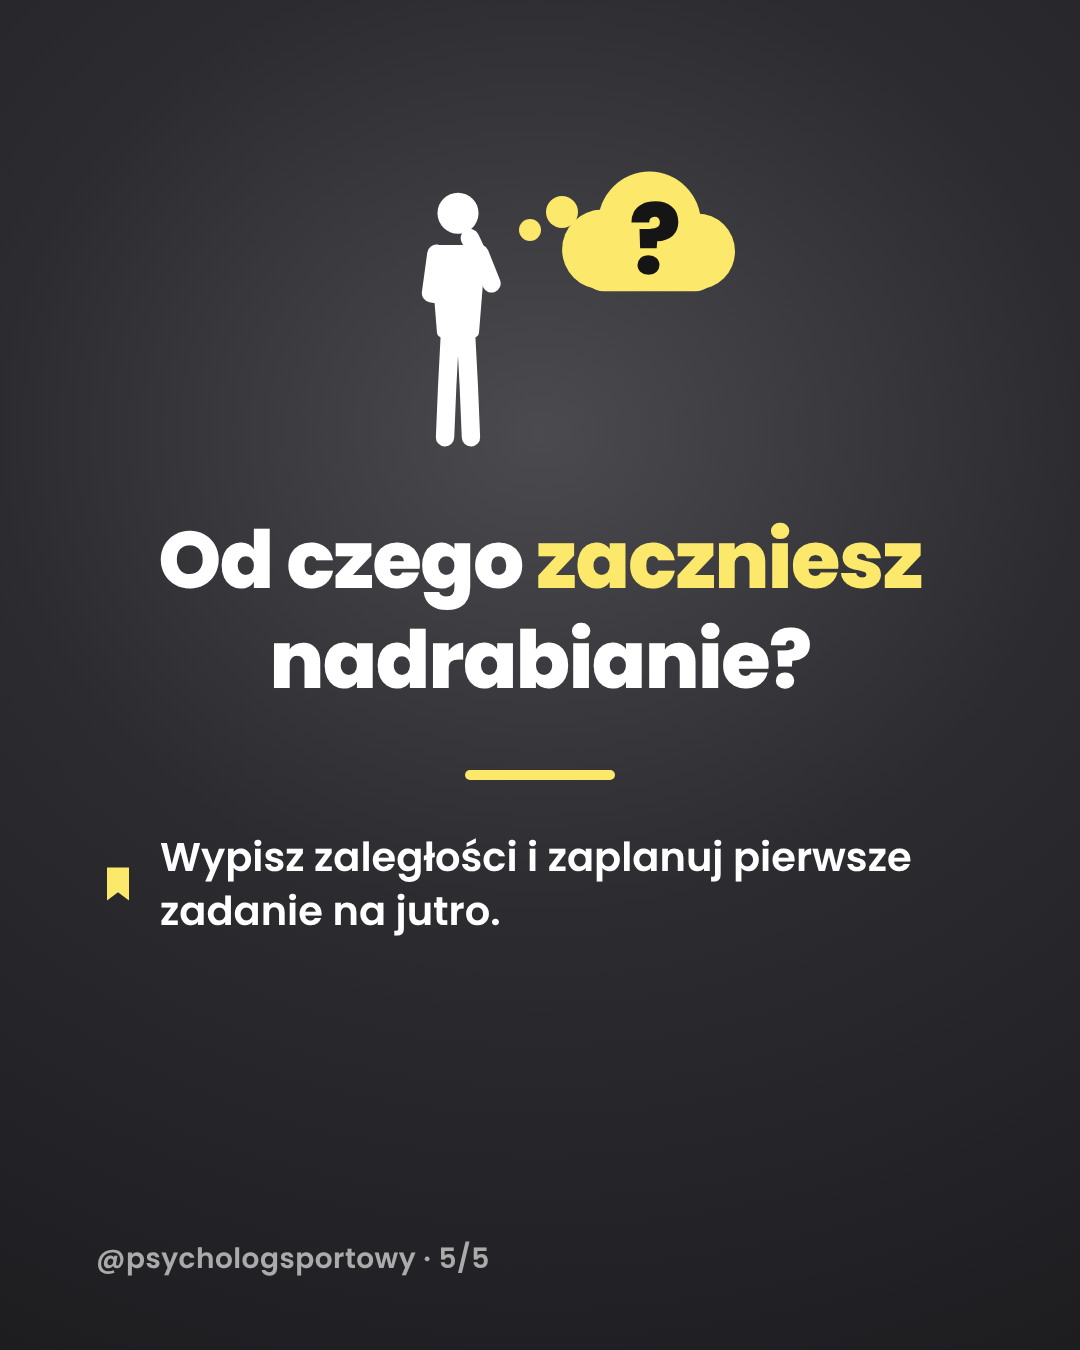 ?
Od czego zaczniesz
nadrabianie?
Wypisz zaległości i zaplanuj pierwsze
zadanie na jutro.
@psychologsportowy · 5/5